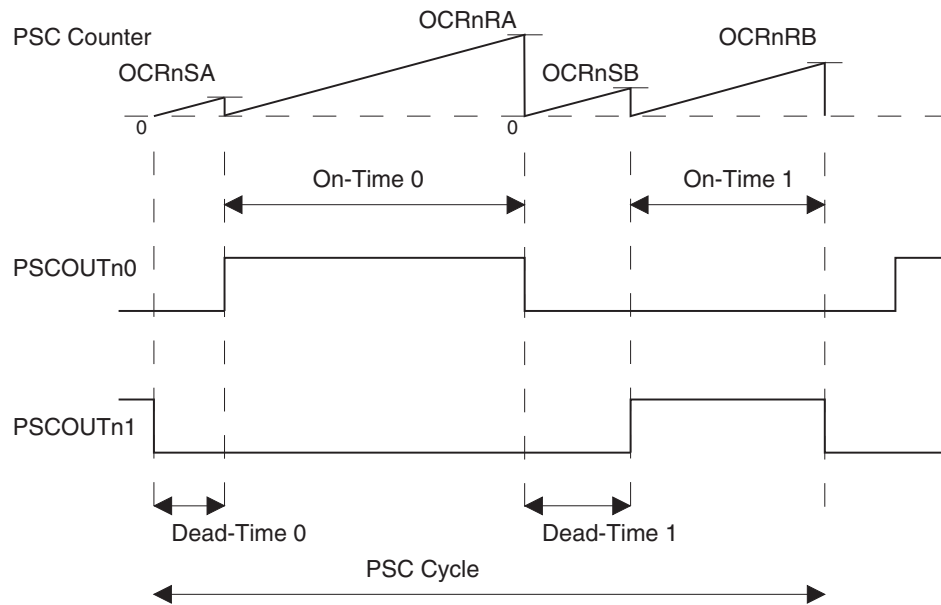 PSC Counter
OCRnSA
OCRnRA
OCRnSB
OCRnRB
0
0
On-Time 0
On-Time 1
PSCOUTn0
PSCOUTn1
Dead-Time 0
Dead-Time 1
PSC Cycle